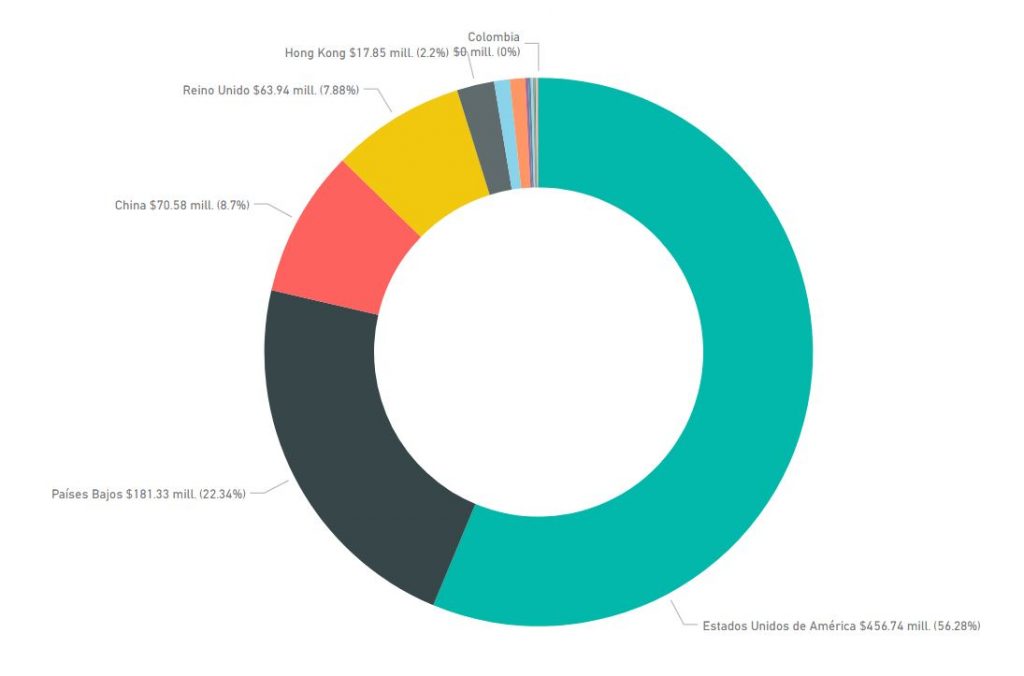 Colombia
$0 mill. (0%)
Hong Kong $17.85 mill. (2.2%)
Reino Unido $63.94 mill. (7.88%)
China $70.58 mill. (8.7%)
Países Bajos $181.33 mill. (22.34%)
Estados Unidos de América $456.74 mill. (56.28%)